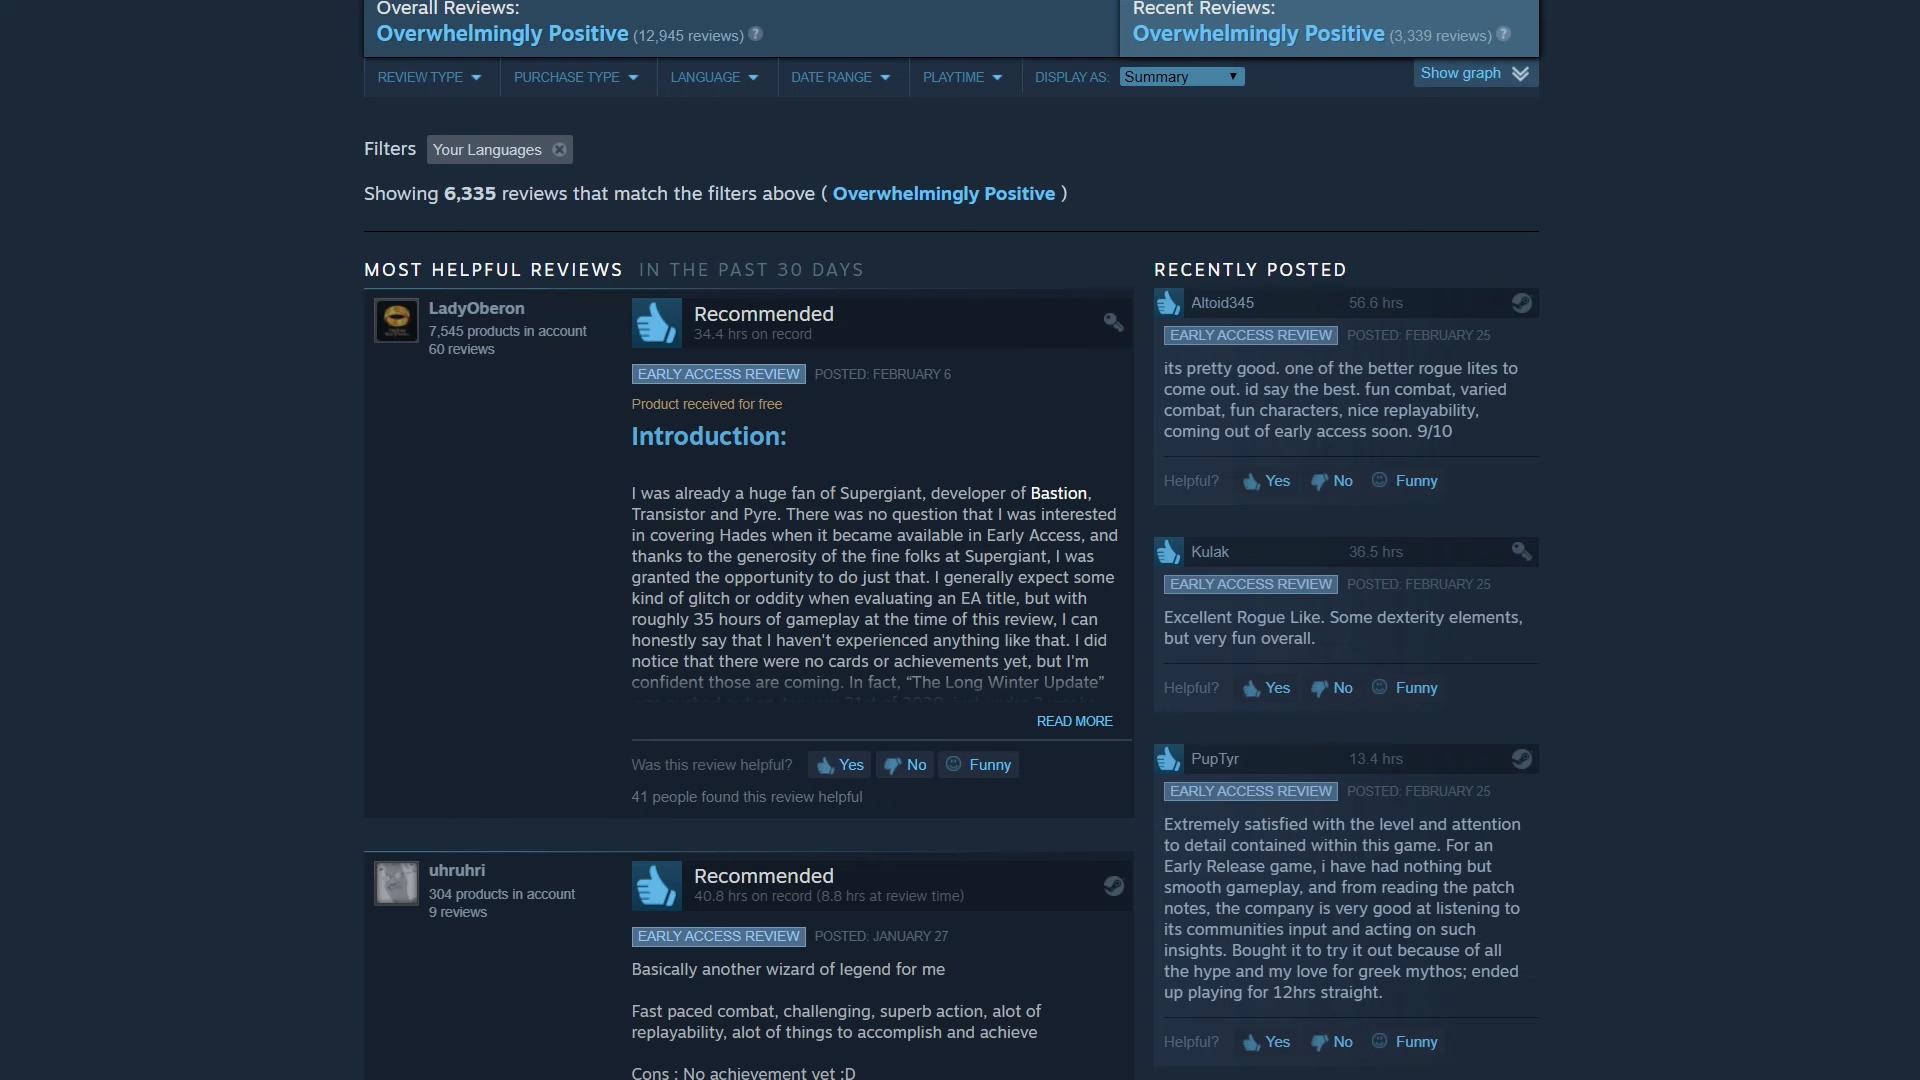 Overall Reviews:
Overwhelmingly Positive (12,945 reviews) ?
Recent Reviews:
Overwhelmingly Positive (3,339 reviews) ?
REVIEW TYPE
PURCHASE TYPE
LANGUAGE
DATE RANGE
PLAYTIME
DISPLAY AS:
Summary
Show graph
Filters
Your Languages
Showing 6,335 reviews that match the filters above ( Overwhelmingly Positive )
MOST HELPFUL REVIEWS IN THE PAST 30 DAYS
LadyOberon
7,545 products in account
60 reviews
Recommended
34.4 hrs on record
EARLY ACCESS REVIEW POSTED: FEBRUARY 6
Product received for free
Introduction:
I was already a huge fan of Supergiant, developer of Bastion,
Transistor and Pyre. There was no question that I was interested
in covering Hades when it became available in Early Access, and
thanks to the generosity of the fine folks at Supergiant, I was
granted the opportunity to do just that. I generally expect some
kind of glitch or oddity when evaluating an EA title, but with
roughly 35 hours of gameplay at the time of this review, I can
honestly say that I haven't experienced anything like that. I did
notice that there were no cards or achievements yet, but I'm
confident those are coming. In fact, “The Long Winter Update”
READ MORE
Was this review helpful? Yes No Funny
41 people found this review helpful
uhruhri
304 products in account
9 reviews
Recommended
40.8 hrs on record (8.8 hrs at review time)
EARLY ACCESS REVIEW POSTED: JANUARY 27
Basically another wizard of legend for me
Fast paced combat, challenging, superb action, alot of
replayability, alot of things to accomplish and achieve
Cons : No achievement yet :D
RECENTLY POSTED
Altoid345 56.6 hrs
EARLY ACCESS REVIEW POSTED: FEBRUARY 25
its pretty good. one of the better rogue lites to
come out. id say the best. fun combat, varied
combat, fun characters, nice replayability,
coming out of early access soon. 9/10
Helpful? Yes No Funny
Kulak 36.5 hrs
EARLY ACCESS REVIEW POSTED: FEBRUARY 25
Excellent Rogue Like. Some dexterity elements,
but very fun overall.
Helpful? Yes No Funny
PupTyr 13.4 hrs
EARLY ACCESS REVIEW POSTED: FEBRUARY 25
Extremely satisfied with the level and attention
to detail contained within this game. For an
Early Release game, i have had nothing but
smooth gameplay, and from reading the patch
notes, the company is very good at listening to
its communities input and acting on such
insights. Bought it to try it out because of all
the hype and my love for greek mythos; ended
up playing for 12hrs straight.
Helpful? Yes No Funny